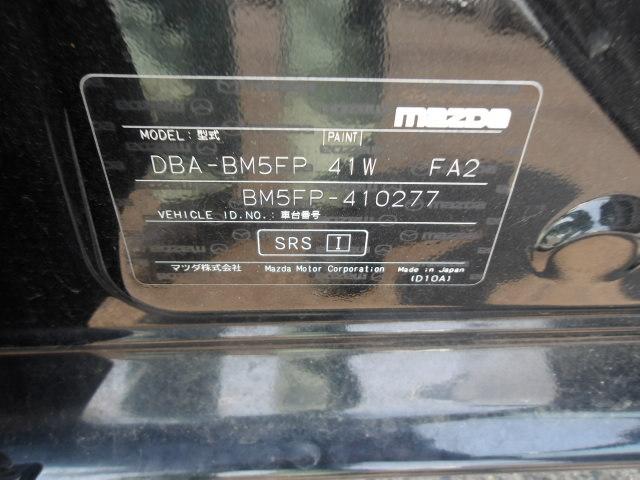 mazda
MODEL: 型式 PAINT
DBA-BM5FP 41W FA2
BM5FP-410277
VEHICLE ID.NO.: 車台番号
SRS I
マツダ株式会社 Mazda Motor Corporation Made in Japan
(D10A)